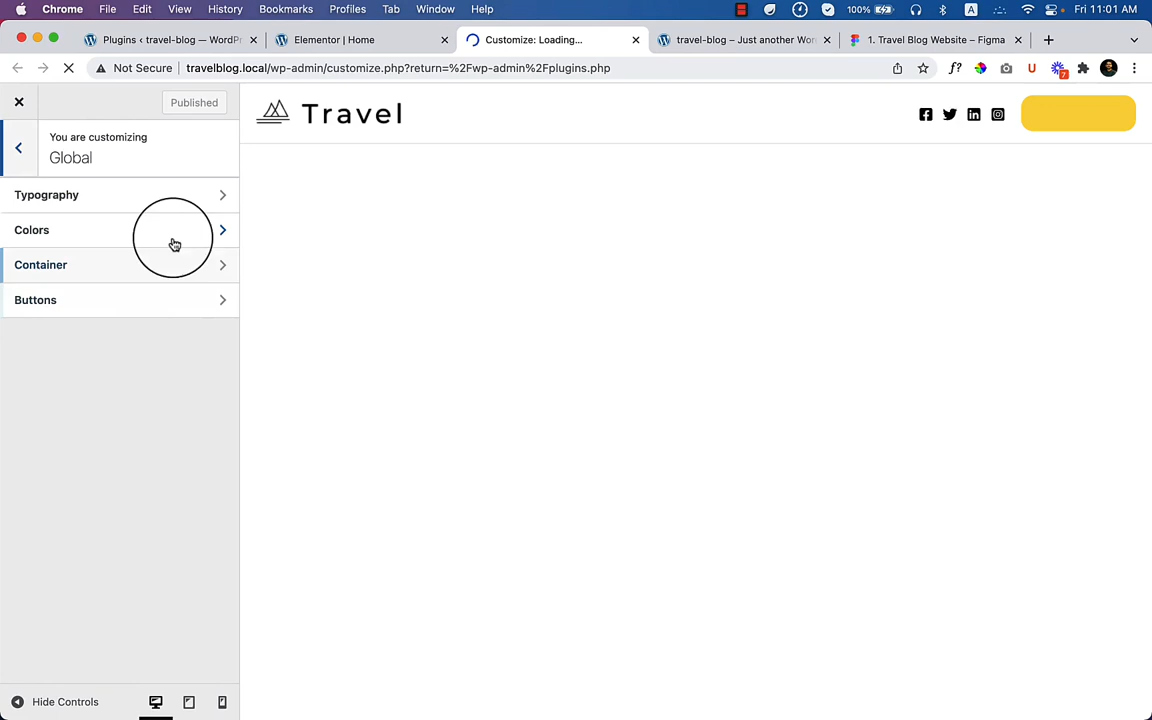 Chrome File Edit View History Bookmarks Profiles Tab Window Help 100% A Fri 11:01 AM
Plugins ‹ travel-blog — WordPr Elementor | Home Customize: Loading... travel-blog – Just another Wor 1. Travel Blog Website – Figma
Not Secure travelblog.local/wp-admin/customize.php?return=%2Fwp-admin%2Fplugins.php f? U 7
Published
Travel
You are customizing
Global
Typography
Colors
Container
Buttons
Hide Controls